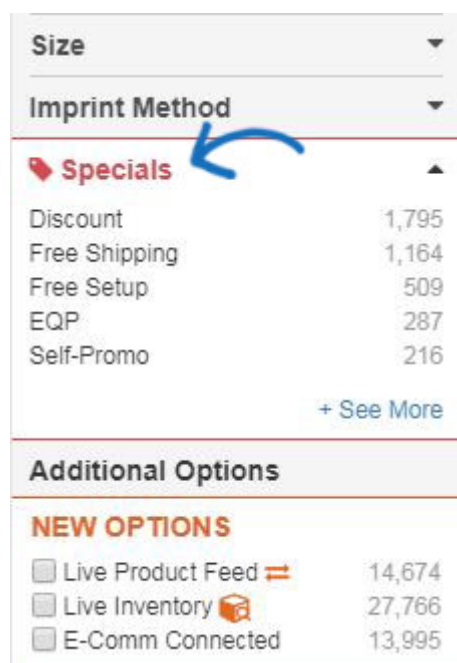 Size
Imprint Method
Specials
Discount 1,795
Free Shipping 1,164
Free Setup 509
EQP 287
Self-Promo 216
+ See More
Additional Options
NEW OPTIONS
Live Product Feed 14,674
Live Inventory 27,766
E-Comm Connected 13,995